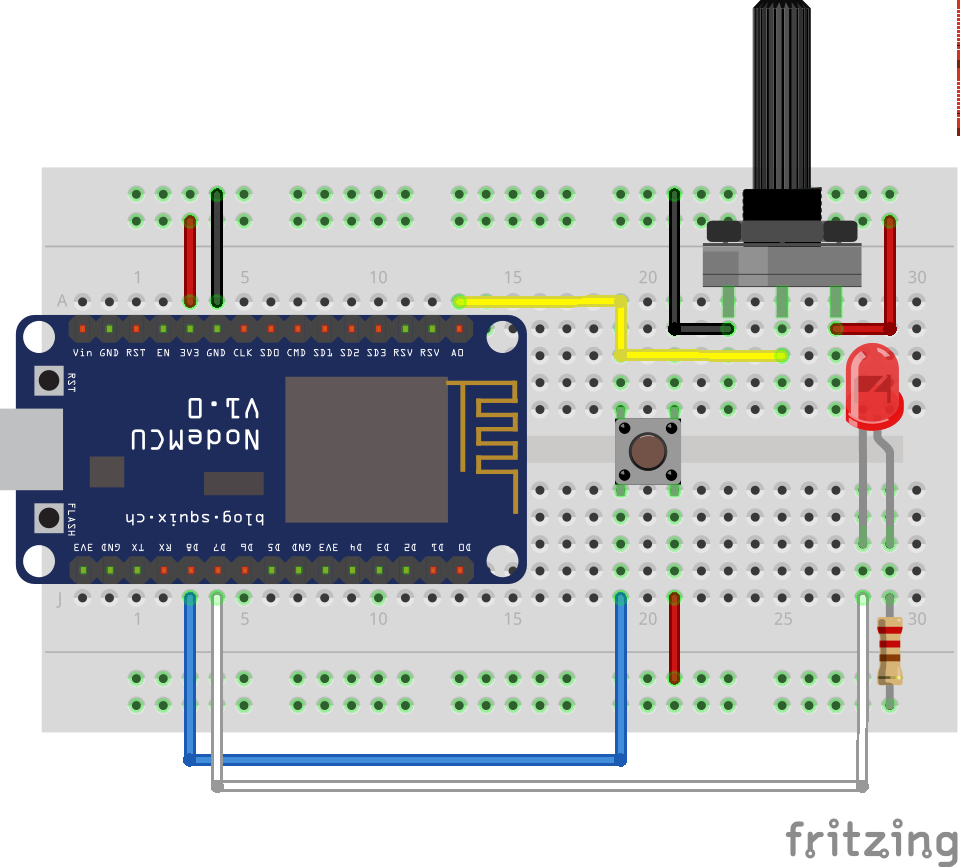 1 5 10 15 20 30
A
Vin GND RST EN 3V3 GND CLK SD0 CMD SD1 SD2 SD3 RSV RSV A0
RST
NodeMCU
V1.0
FLASH
blog.squix.ch
3V3 GND TX RX D8 D7 D6 D5 GND 3V3 D4 D3 D2 D1 D0
J
1 5 10 15 20 25 30
fritzing